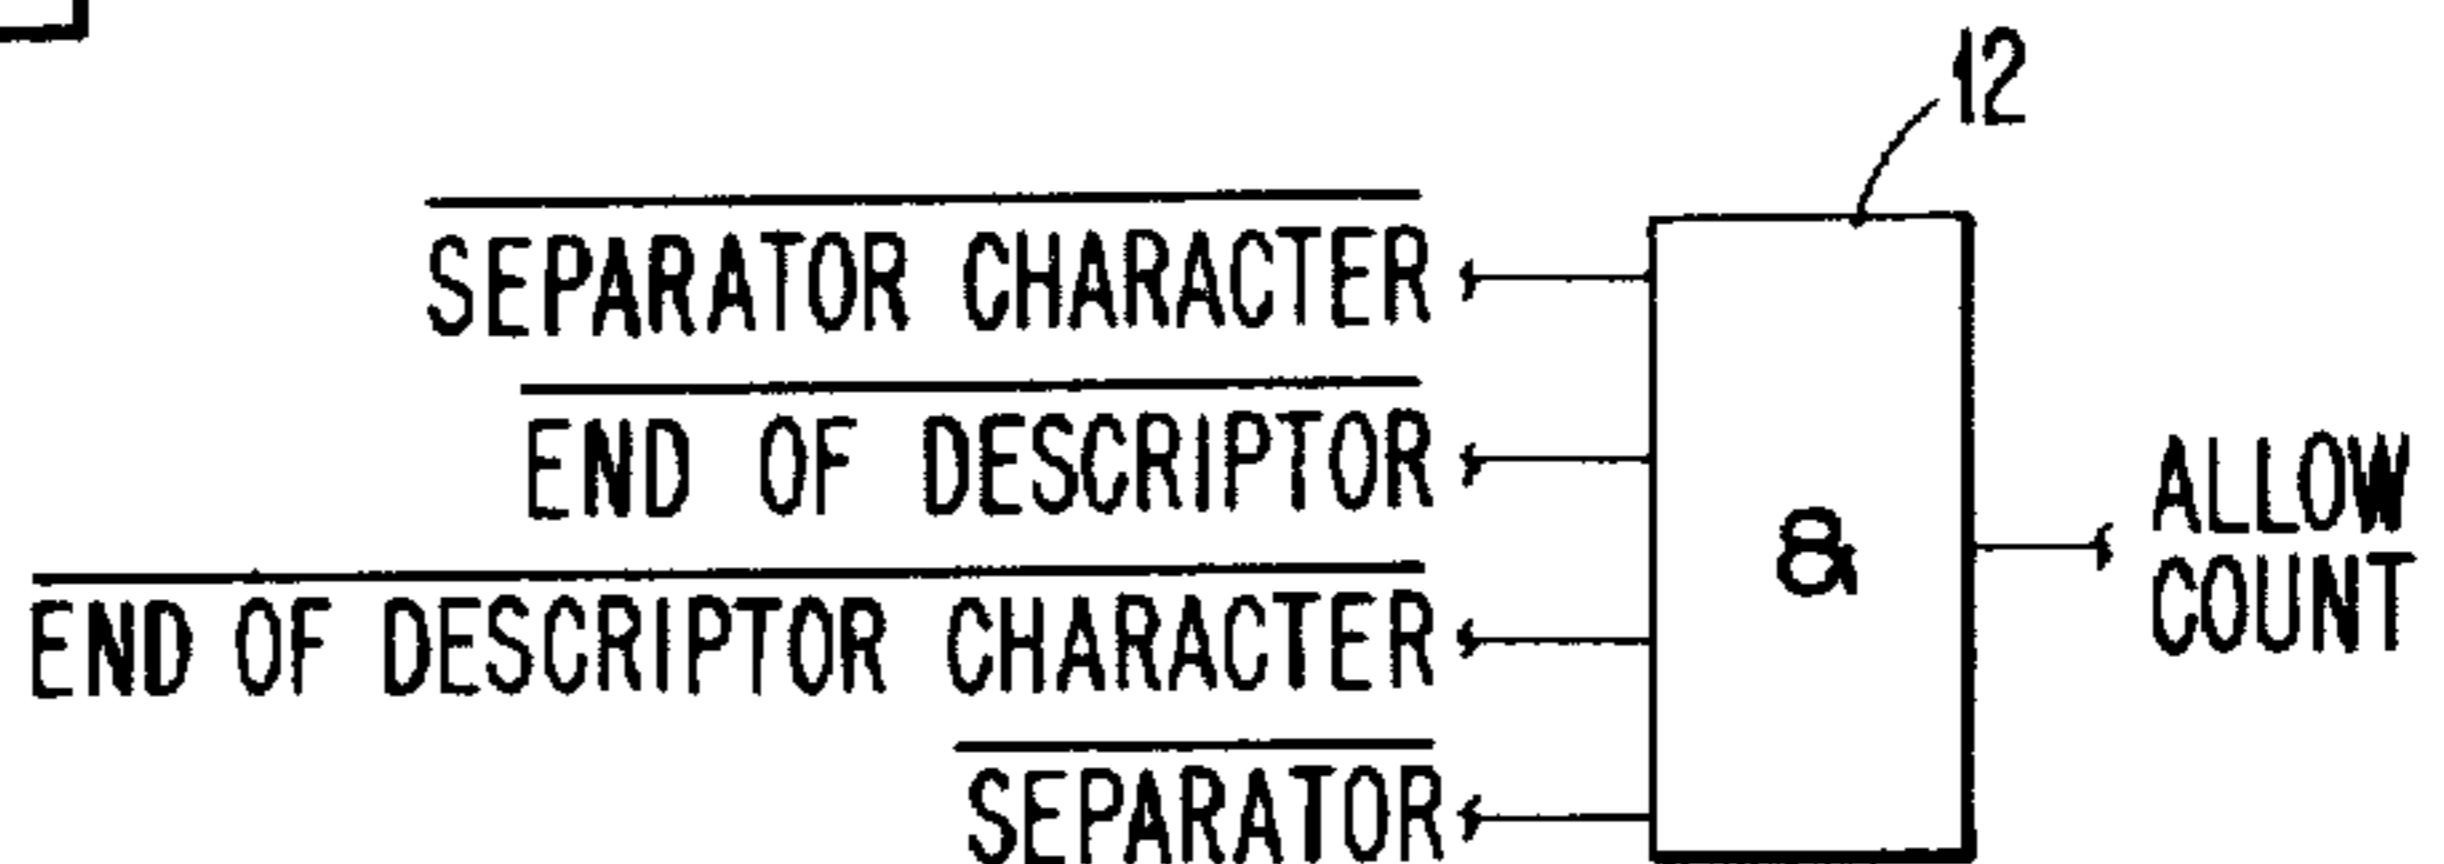 12
SEPARATOR CHARACTER
END OF DESCRIPTOR
END OF DESCRIPTOR CHARACTER
SEPARATOR
&
ALLOW
COUNT